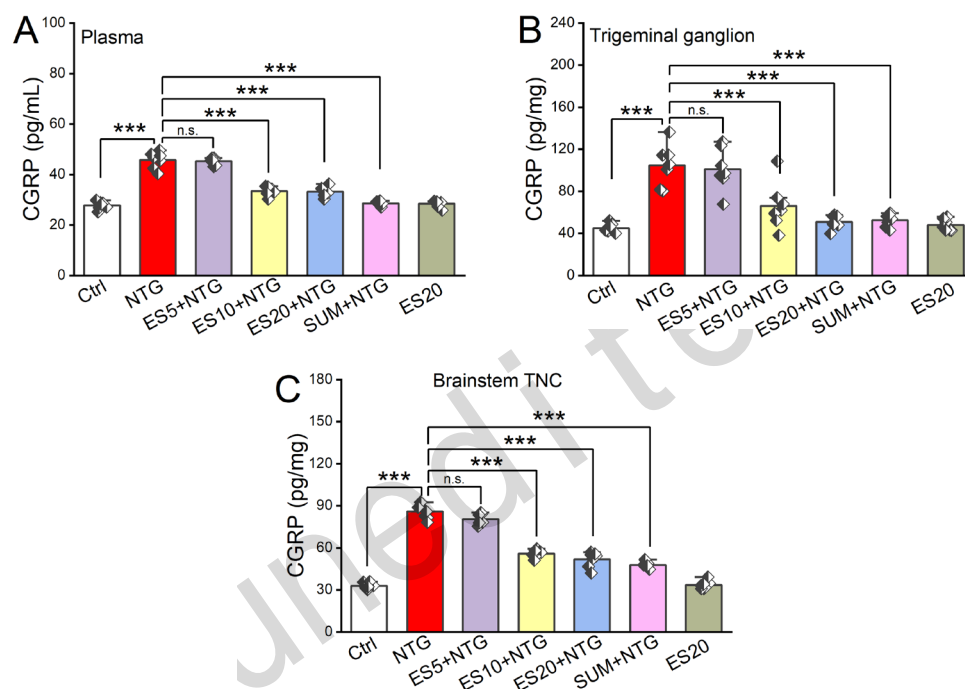 A
Plasma
CGRP (pg/mL)
100
80
60
40
20
0
***
n.s.
***
***
***
Ctrl
NTG
ES5+NTG
ES10+NTG
ES20+NTG
SUM+NTG
ES20
B
Trigeminal ganglion
CGRP (pg/mg)
240
200
160
120
80
40
0
***
n.s.
***
***
***
Ctrl
NTG
ES5+NTG
ES10+NTG
ES20+NTG
SUM+NTG
ES20
C
Brainstem TNC
CGRP (pg/mg)
180
150
120
90
60
30
0
***
n.s.
***
***
***
Ctrl
NTG
ES5+NTG
ES10+NTG
ES20+NTG
SUM+NTG
ES20
unedite